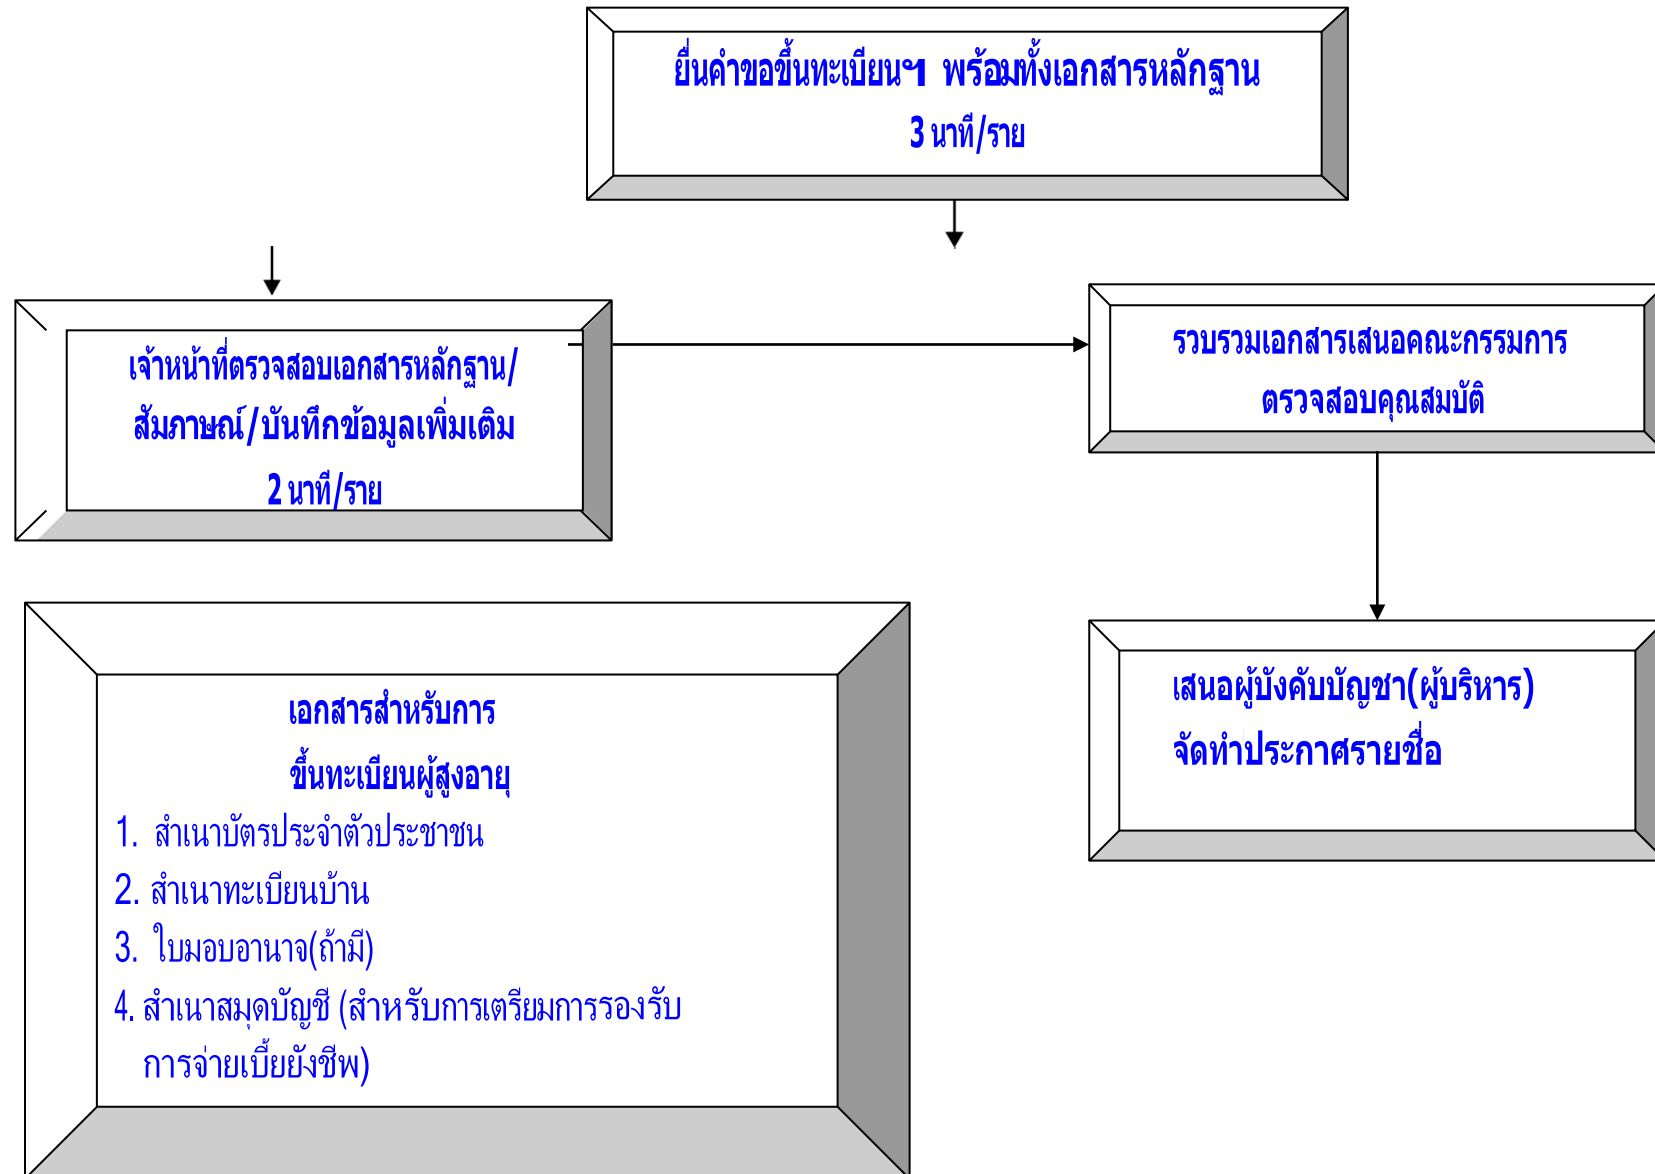 ยื่นคำขอขึ้นทะเบียนฯ พร้อมทั้งเอกสารหลักฐาน
3 นาที/ราย
เจ้าหน้าที่ตรวจสอบเอกสารหลักฐาน/
สัมภาษณ์/บันทึกข้อมูลเพิ่มเติม
2 นาที/ราย
รวบรวมเอกสารเสนอคณะกรรมการ
ตรวจสอบคุณสมบัติ
เสนอผู้บังคับบัญชา(ผู้บริหาร)
จัดทำประกาศรายชื่อ
เอกสารสำหรับการ
ขึ้นทะเบียนผู้สูงอายุ
1. สำเนาบัตรประจำตัวประชาชน
2. สำเนาทะเบียนบ้าน
3. ใบมอบอานาจ(ถ้ามี)
4. สำเนาสมุดบัญชี (สำหรับการเตรียมการรองรับ
การจ่ายเบี้ยยังชีพ)